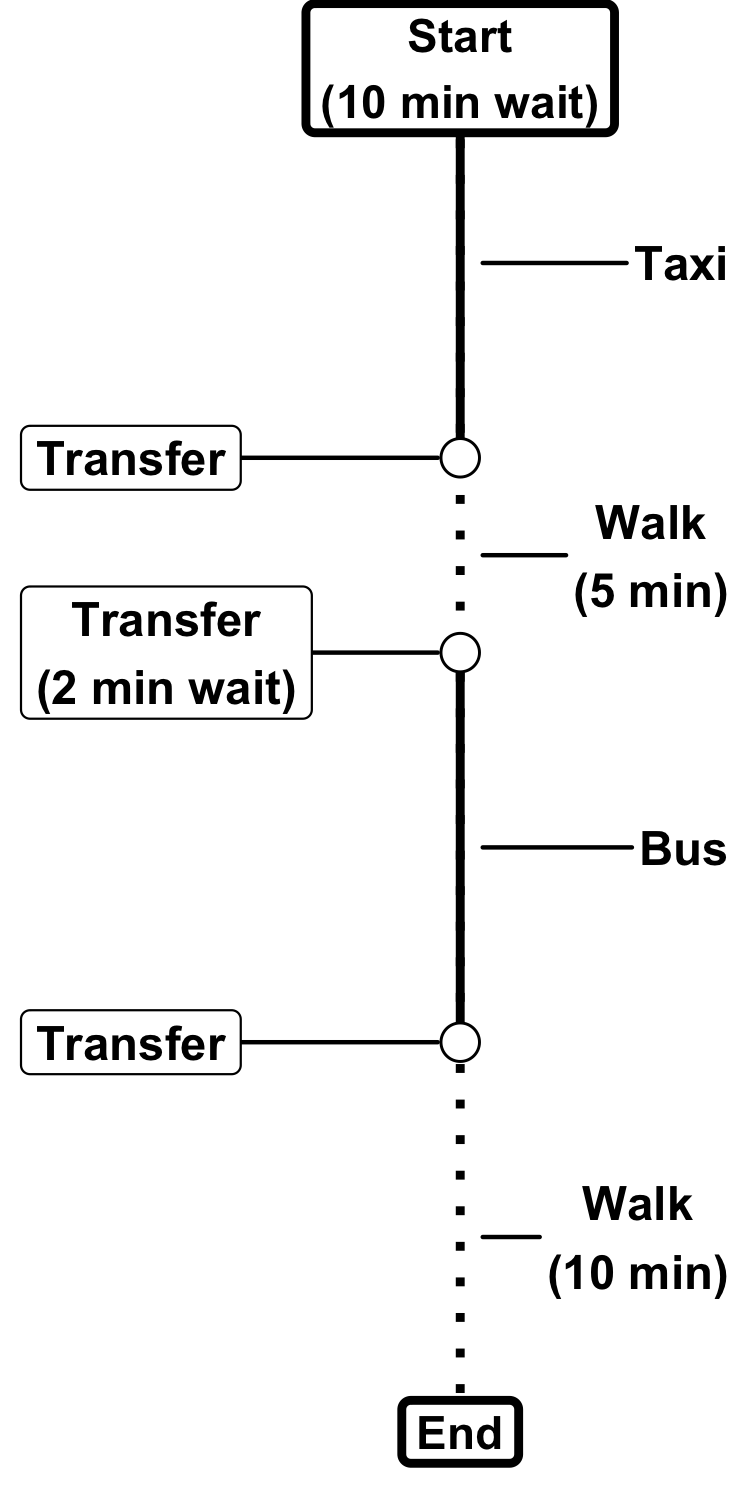 Start
(10 min wait)
Taxi
Transfer
Walk
(5 min)
Transfer
(2 min wait)
Bus
Transfer
Walk
(10 min)
End